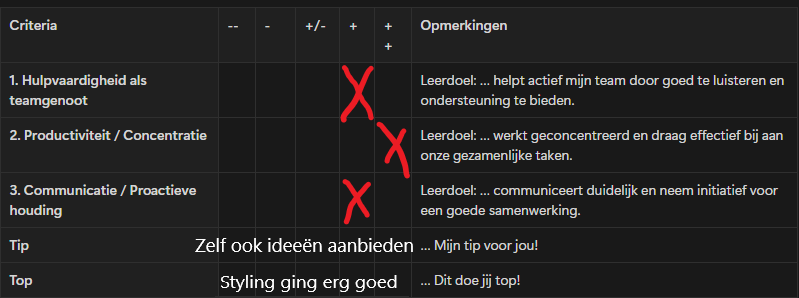 Criteria -- - +/- + + Opmerkingen
+
1. Hulpvaardigheid als Leerdoel: ... helpt actief mijn team door goed te luisteren en
teamgenoot ondersteuning te bieden.
2. Productiviteit / Concentratie Leerdoel: ... werkt geconcentreerd en draag effectief bij aan
onze gezamenlijke taken.
3. Communicatie / Proactieve Leerdoel: ... communiceert duidelijk en neem initiatief voor
houding een goede samenwerking.
Tip Zelf ook ideeën aanbieden ... Mijn tip voor jou!
Top Styling ging erg goed ... Dit doe jij top!